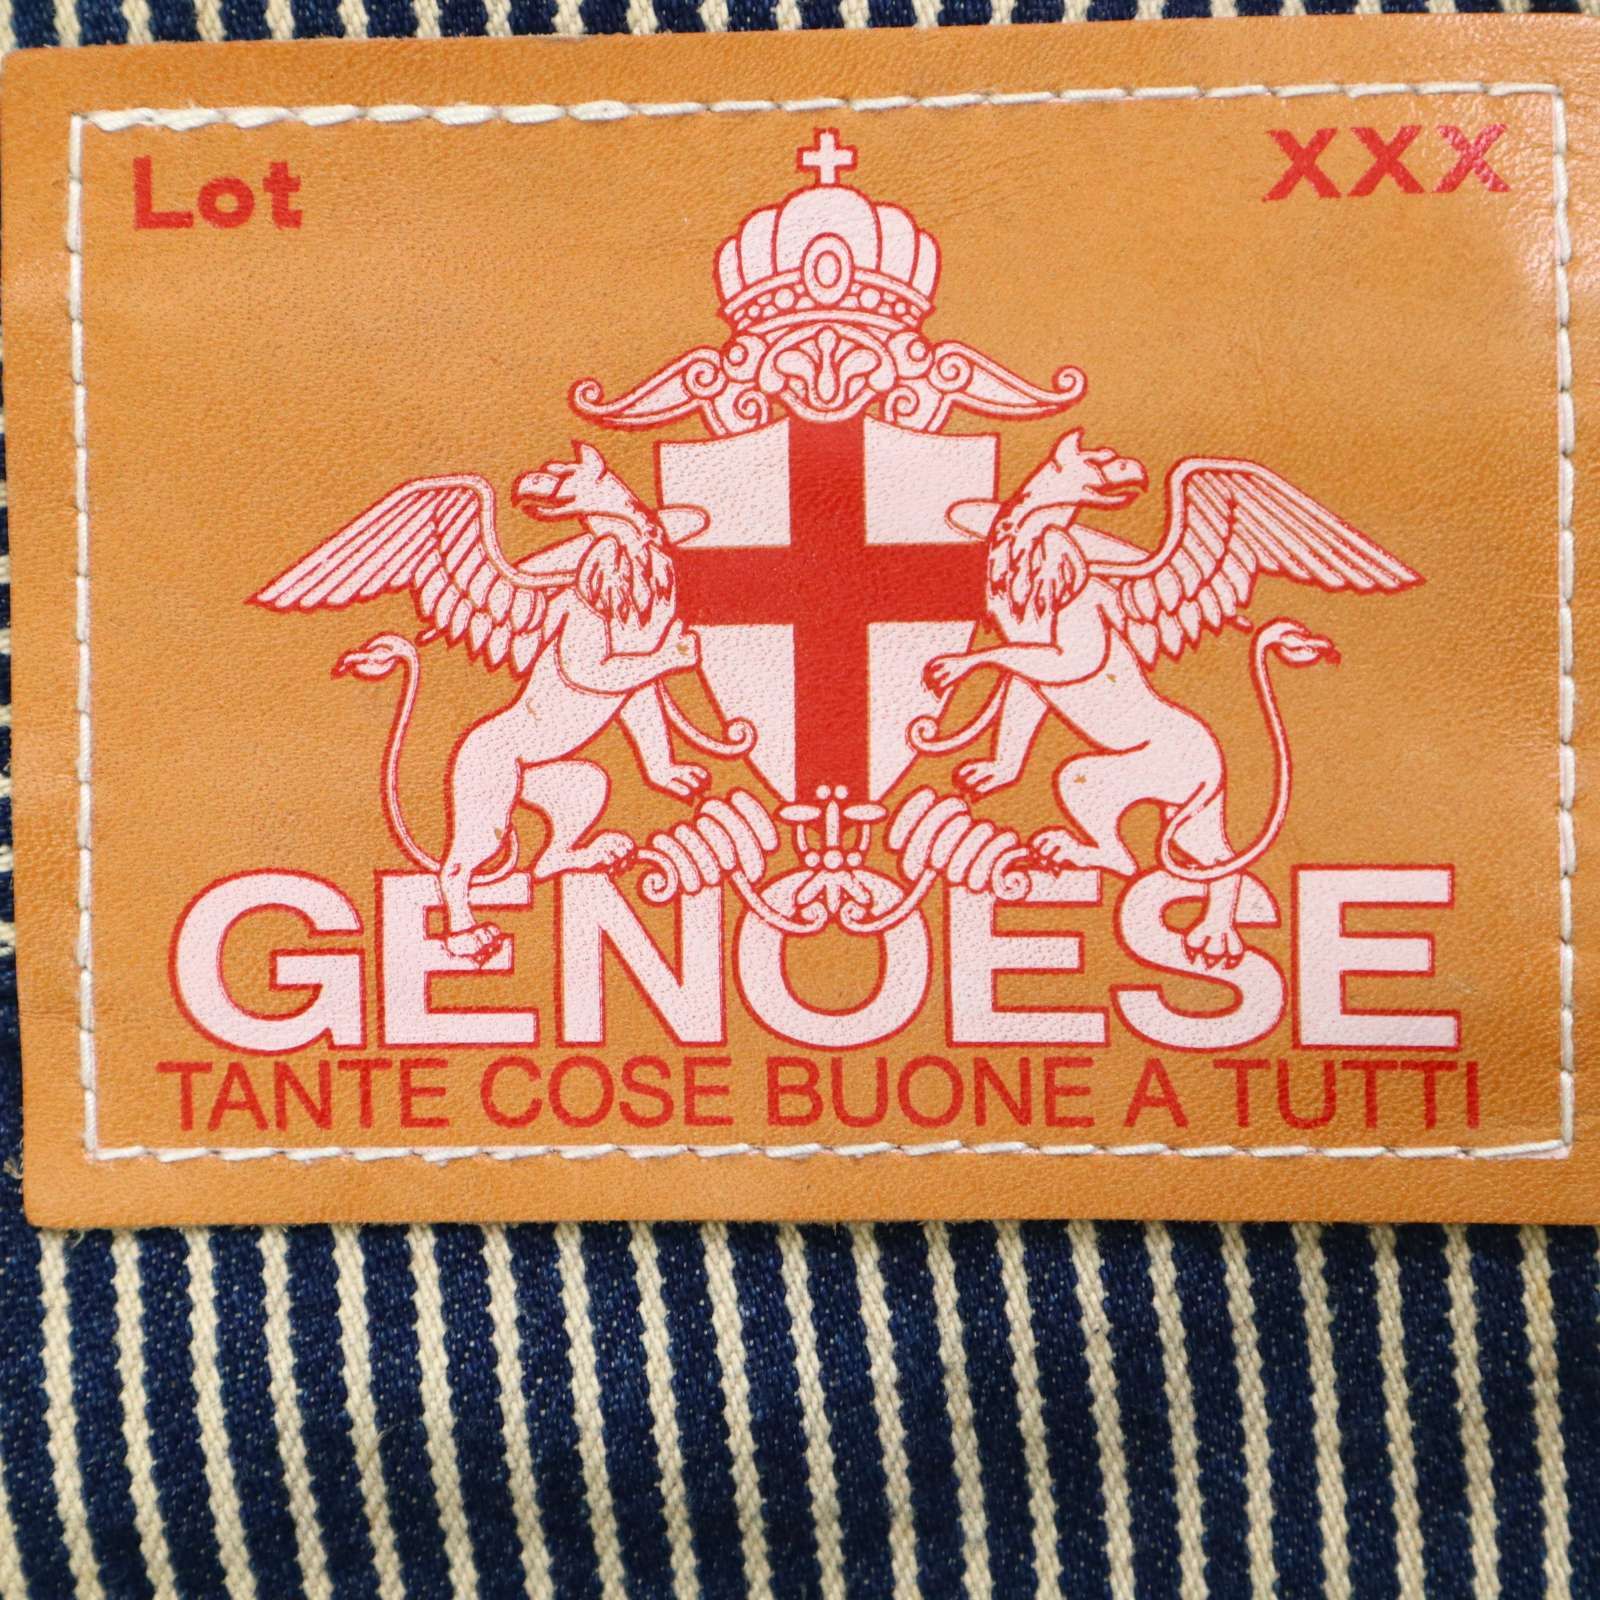 Lot XXX
GENOESE
TANTE COSE BUONE A TUTTI